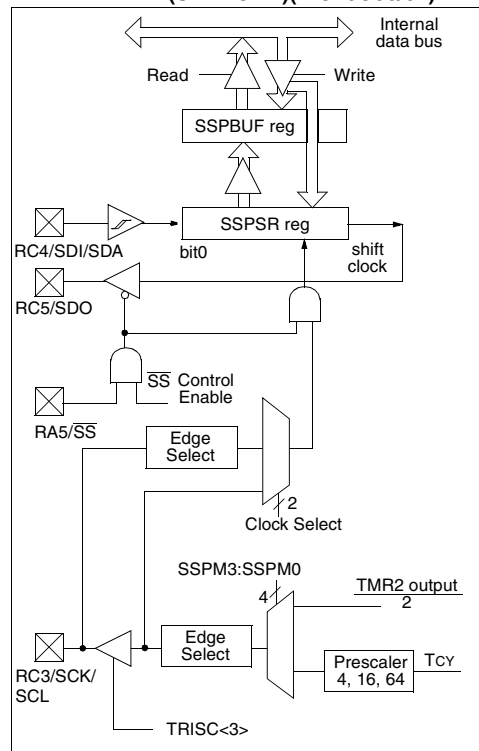 Internal
data bus
Read
Write
SSPBUF reg
SSPSR reg
RC4/SDI/SDA
bit0
shift
clock
RC5/SDO
SS Control
Enable
RA5/SS
Edge
Select
2
Clock Select
SSPM3:SSPM0
4
TMR2 output
2
Edge
Select
Prescaler
4, 16, 64
TCY
RC3/SCK/
SCL
TRISC<3>